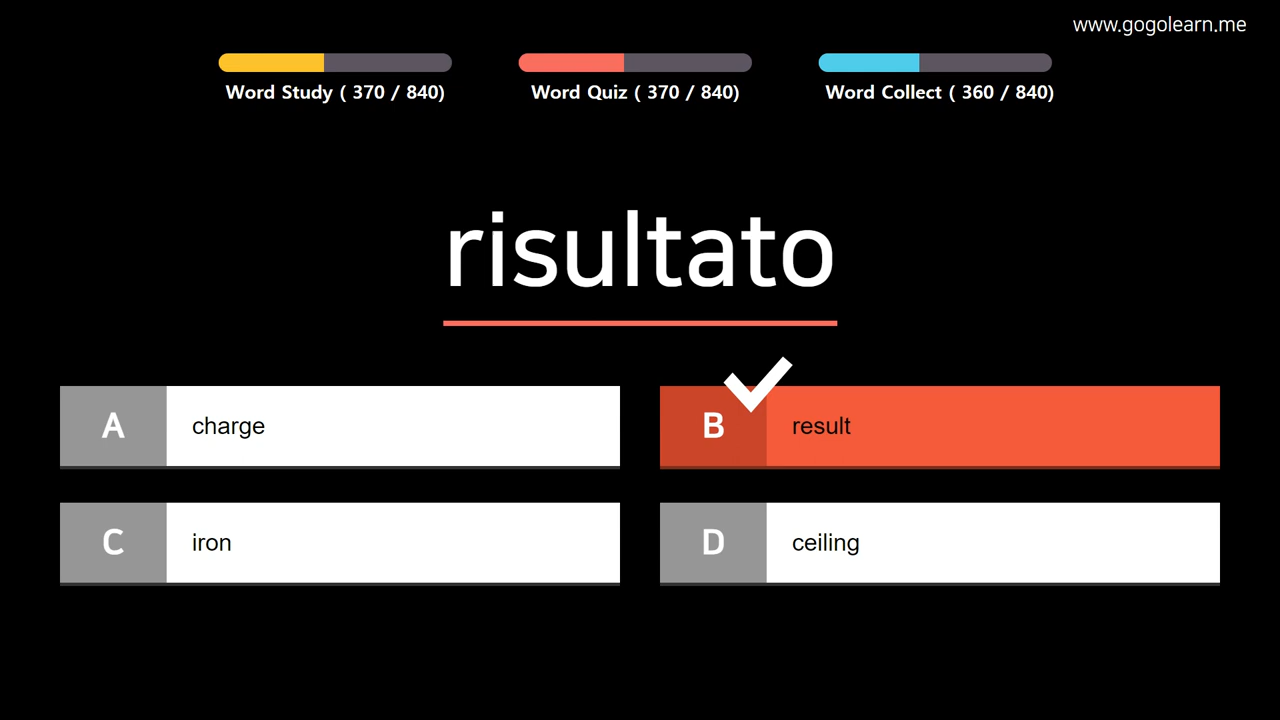 www.gogolearn.me
Word Study ( 370 / 840)
Word Quiz ( 370 / 840)
Word Collect ( 360 / 840)
risultato
A charge
B result
C iron
D ceiling